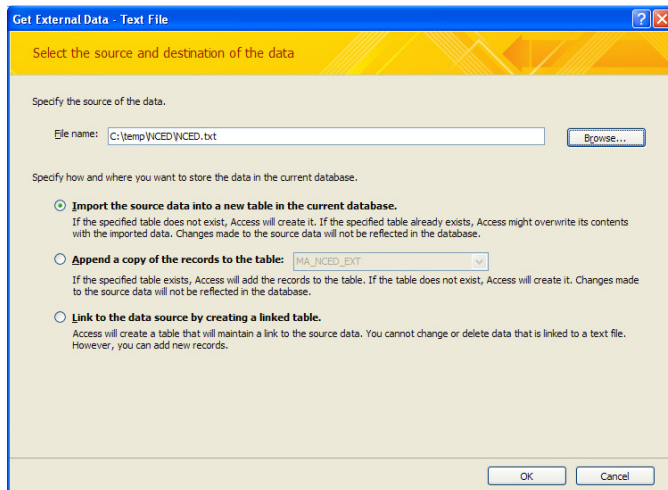 Get External Data - Text File
Select the source and destination of the data
Specify the source of the data.
File name: C:\temp\NCED\NCED.txt Browse...
Specify how and where you want to store the data in the current database.
Import the source data into a new table in the current database.
If the specified table does not exist, Access will create it. If the specified table already exists, Access might overwrite its contents
with the imported data. Changes made to the source data will not be reflected in the database.
Append a copy of the records to the table: MA_NCED_EXT
If the specified table exists, Access will add the records to the table. If the table does not exist, Access will create it. Changes made
to the source data will not be reflected in the database.
Link to the data source by creating a linked table.
Access will create a table that will maintain a link to the source data. You cannot change or delete data that is linked to a text file.
However, you can add new records.
OK Cancel